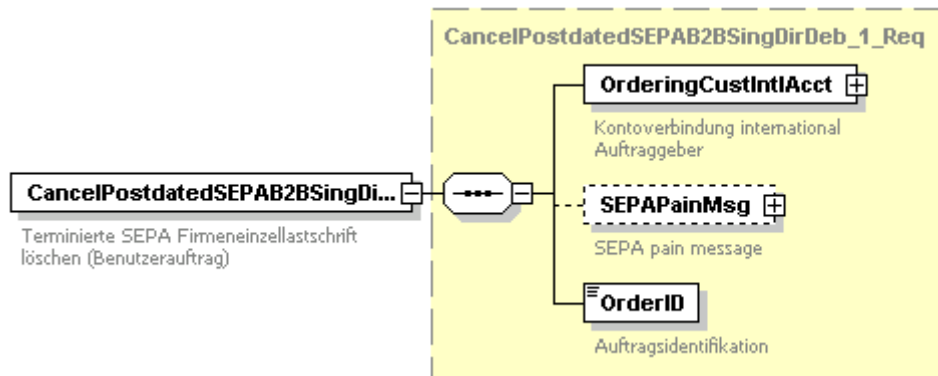 CancelPostdatedSEPAB2BSingDirDeb_1_Req
OrderingCustIntlAcct
Kontoverbindung international
Auftraggeber
CancelPostdatedSEPAB2BSingDi...
Terminierte SEPA Firmeneinzellastschrift
löschen (Benutzerauftrag)
SEPAPainMsg
SEPA pain message
OrderID
Auftragsidentifikation